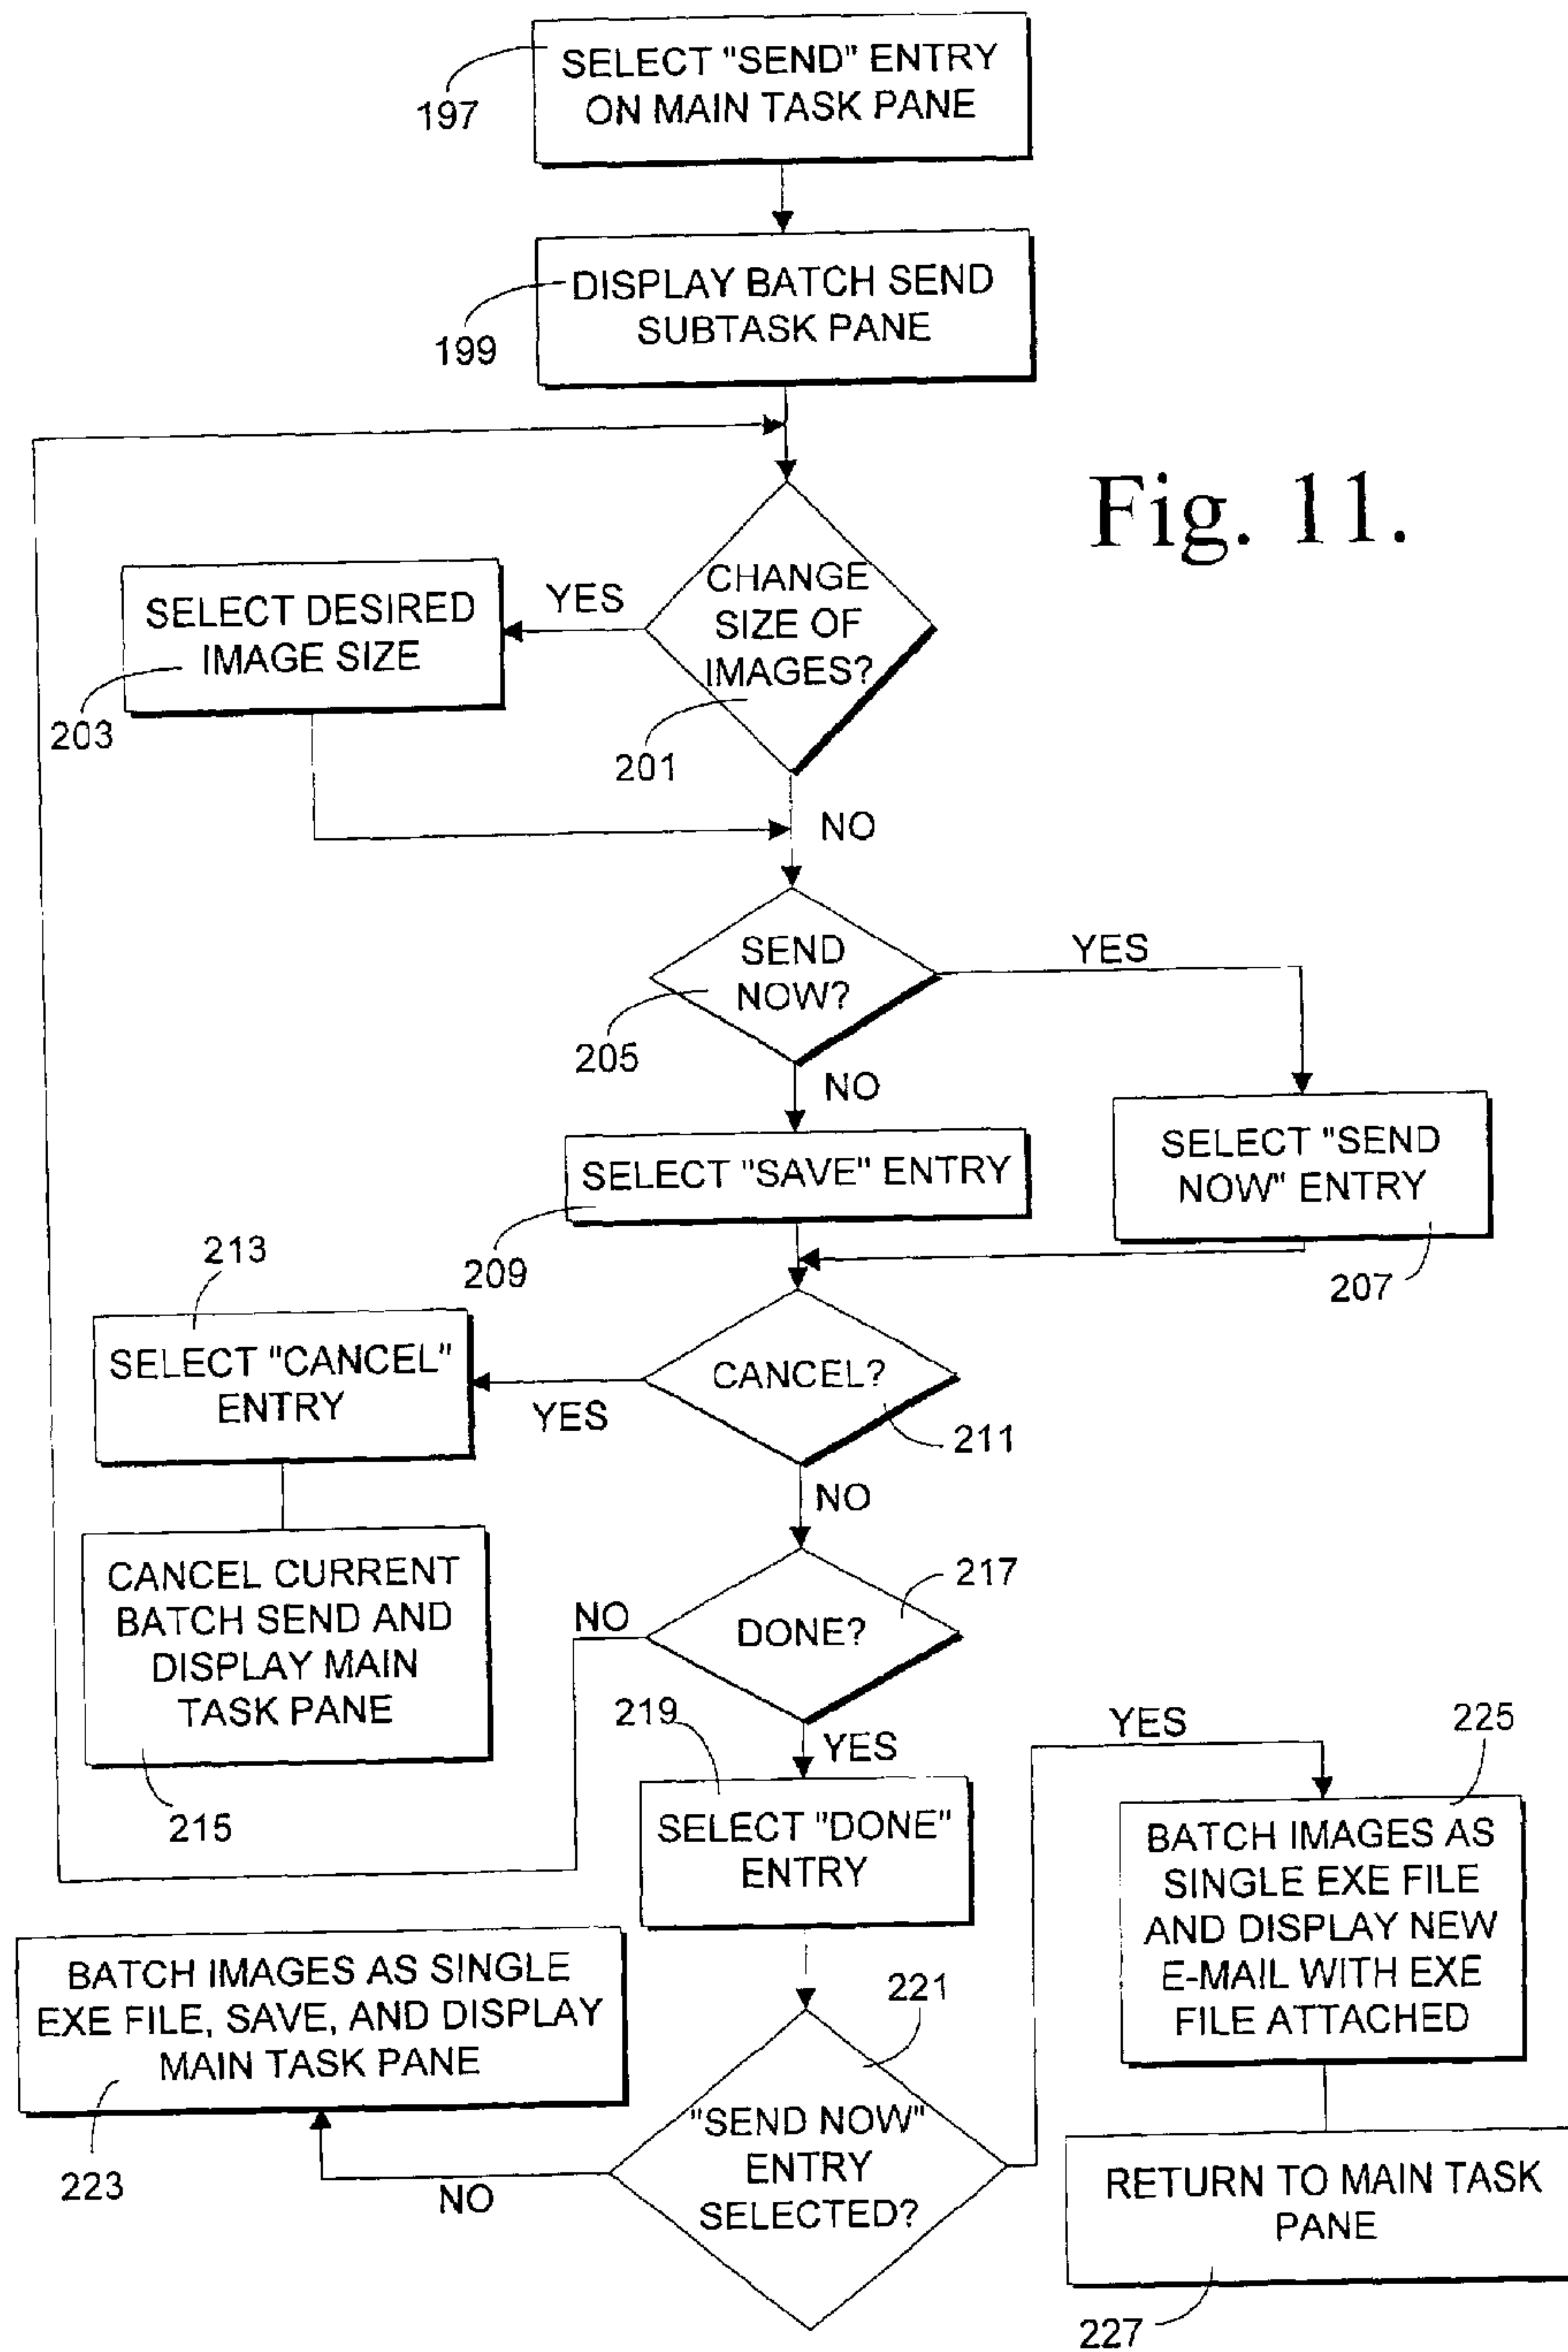 SELECT "SEND" ENTRY
ON MAIN TASK PANE
197
DISPLAY BATCH SEND
SUBTASK PANE
199
Fig. 11.
CHANGE
SIZE OF
IMAGES?
201
YES
SELECT DESIRED
IMAGE SIZE
203
NO
SEND
NOW?
205
YES
NO
SELECT "SAVE" ENTRY
209
SELECT "SEND
NOW" ENTRY
207
213
SELECT "CANCEL"
ENTRY
YES
CANCEL?
211
NO
CANCEL CURRENT
BATCH SEND AND
DISPLAY MAIN
TASK PANE
215
217
DONE?
NO
219
YES
SELECT "DONE"
ENTRY
YES
225
BATCH IMAGES AS
SINGLE EXE FILE
AND DISPLAY NEW
E-MAIL WITH EXE
FILE ATTACHED
BATCH IMAGES AS SINGLE
EXE FILE, SAVE, AND DISPLAY
MAIN TASK PANE
223
221
"SEND NOW"
ENTRY
SELECTED?
NO
RETURN TO MAIN TASK
PANE
227